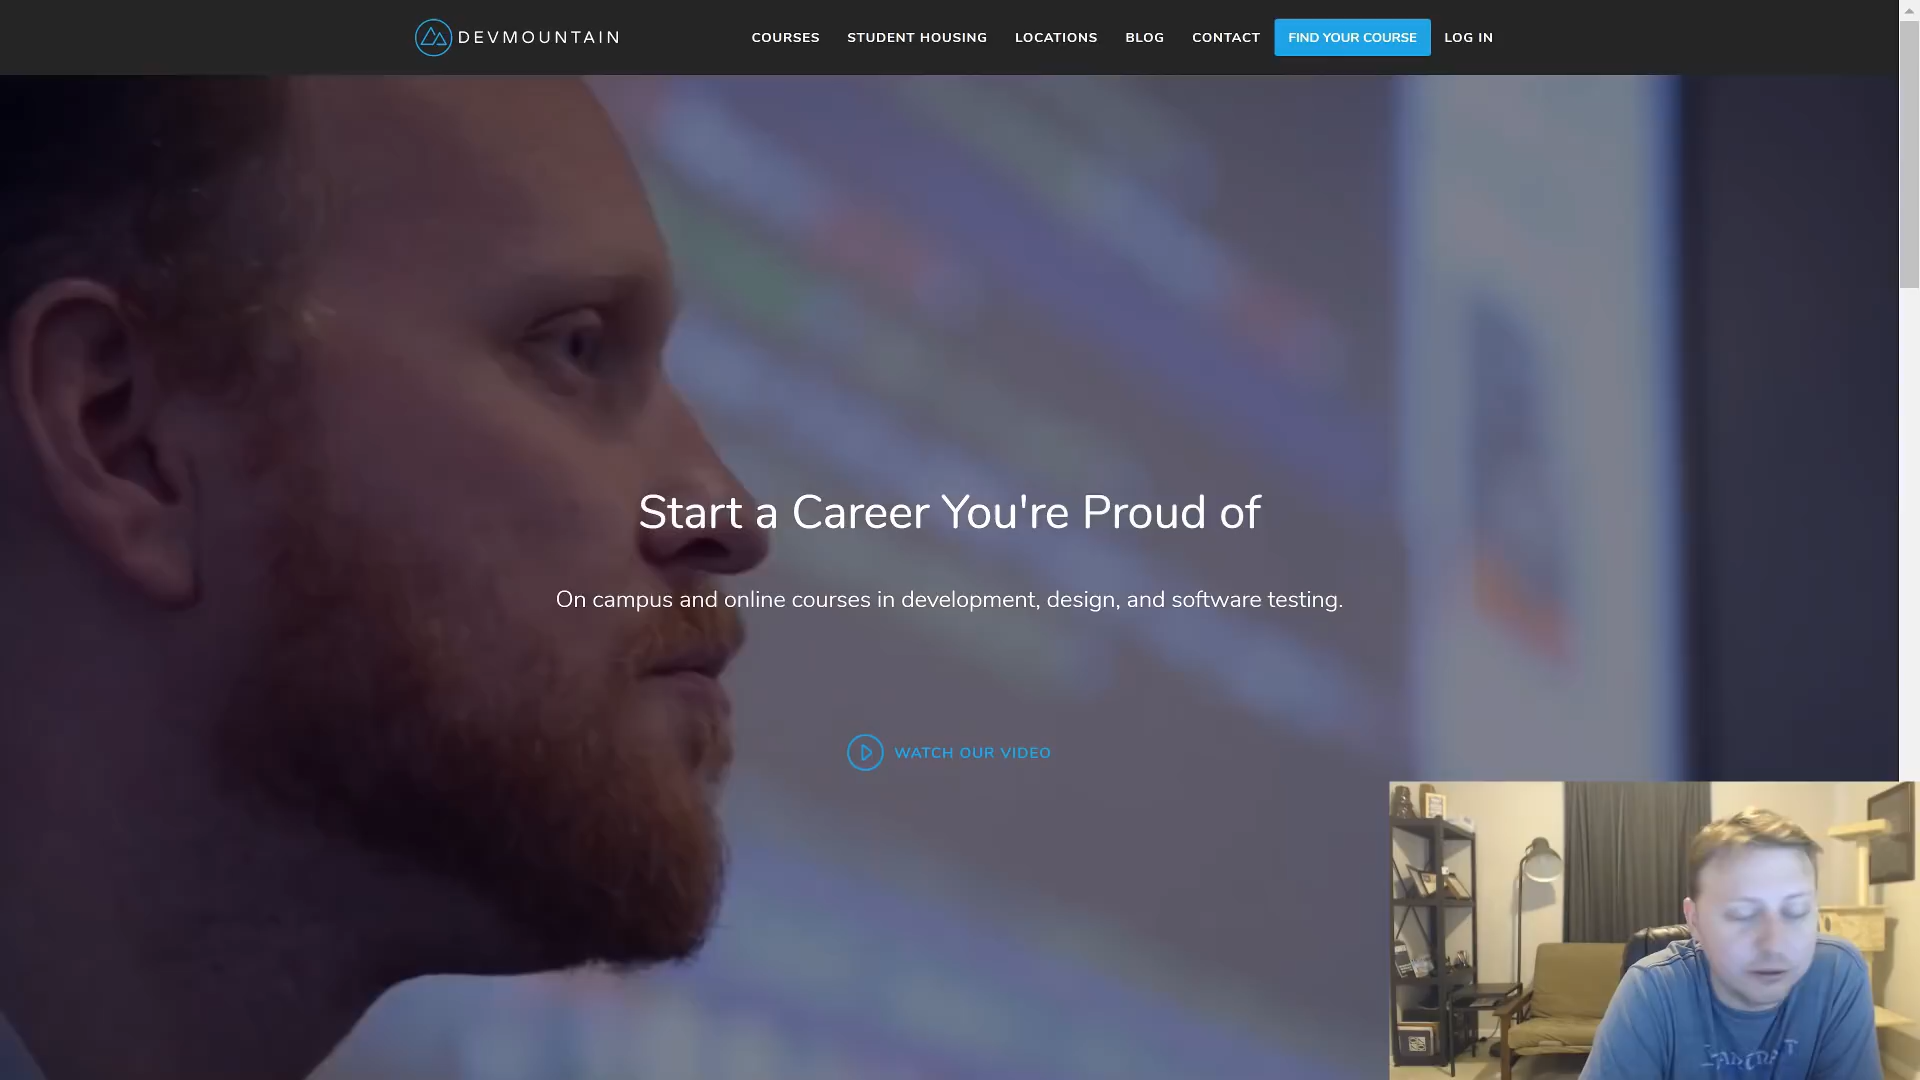 DEVMOUNTAIN
COURSES
STUDENT HOUSING
LOCATIONS
BLOG
CONTACT
FIND YOUR COURSE
LOG IN
Start a Career You're Proud of
On campus and online courses in development, design, and software testing.
WATCH OUR VIDEO